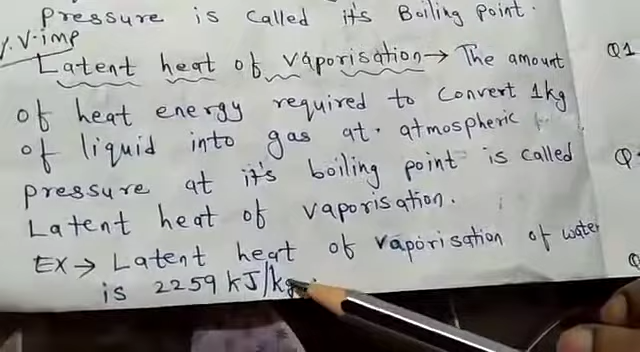 Pressure is called it's Boiling point.
V.V.imp
Latent heat of vaporisation → The amount
of heat energy required to convert 1kg
of liquid into gas at atmospheric
pressure at it's boiling point is called
Latent heat of vaporisation.
EX → Latent heat of vaporisation of water
is 2259 kJ/kg
Q1
Q
Q